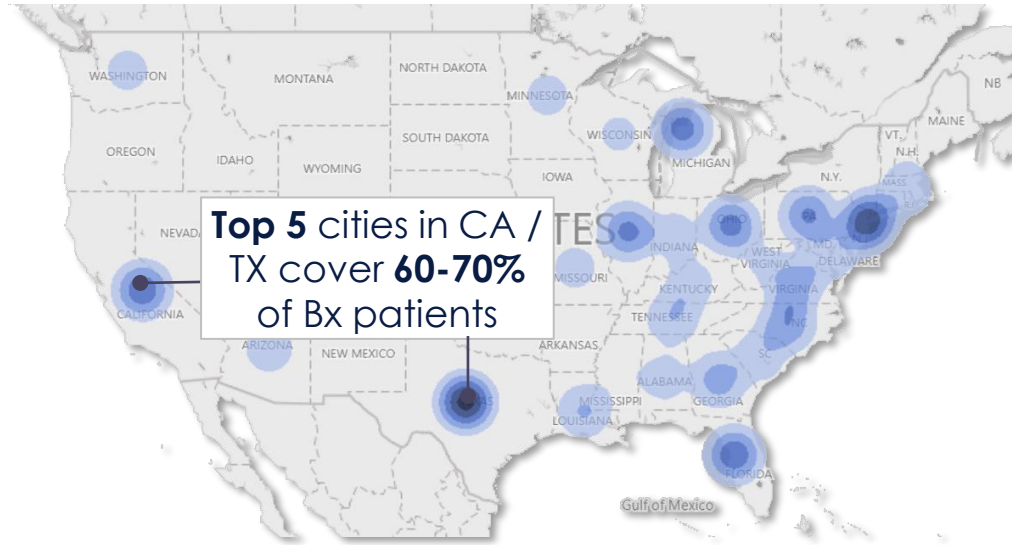 NB
MAINE
WASHINGTON
MONTANA
NORTH DAKOTA
MINNESOTA
VT.
N.H.
OREGON
IDAHO
SOUTH DAKOTA
WISCONSIN
MICHIGAN
N.Y.
MASS
WYOMING
IOWA
Top 5 cities in CA /
TX cover 60-70%
of Bx patients
NEVADA
TES
INDIANA
OHIO
PA
MD.
DELAWARE
WEST
VIRGINIA
CALIFORNIA
MISSOURI
KENTUCKY
VIRGINIA
TENNESSEE
NC
ARIZONA
NEW MEXICO
ARKANSAS
SC
ALABAMA
GEORGIA
MISSISSIPPI
LOUISIANA
FLORIDA
Gulf of Mexico